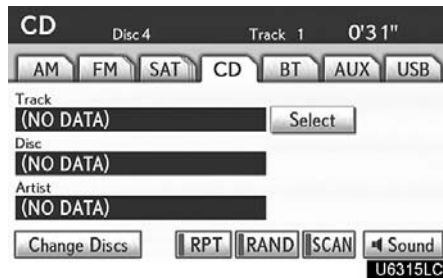 CD Disc 4 Track 1 0'31"
AM FM SAT CD BT AUX USB
Track
(NO DATA) Select
Disc
(NO DATA)
Artist
(NO DATA)
Change Discs RPT RAND SCAN Sound
U6315LC